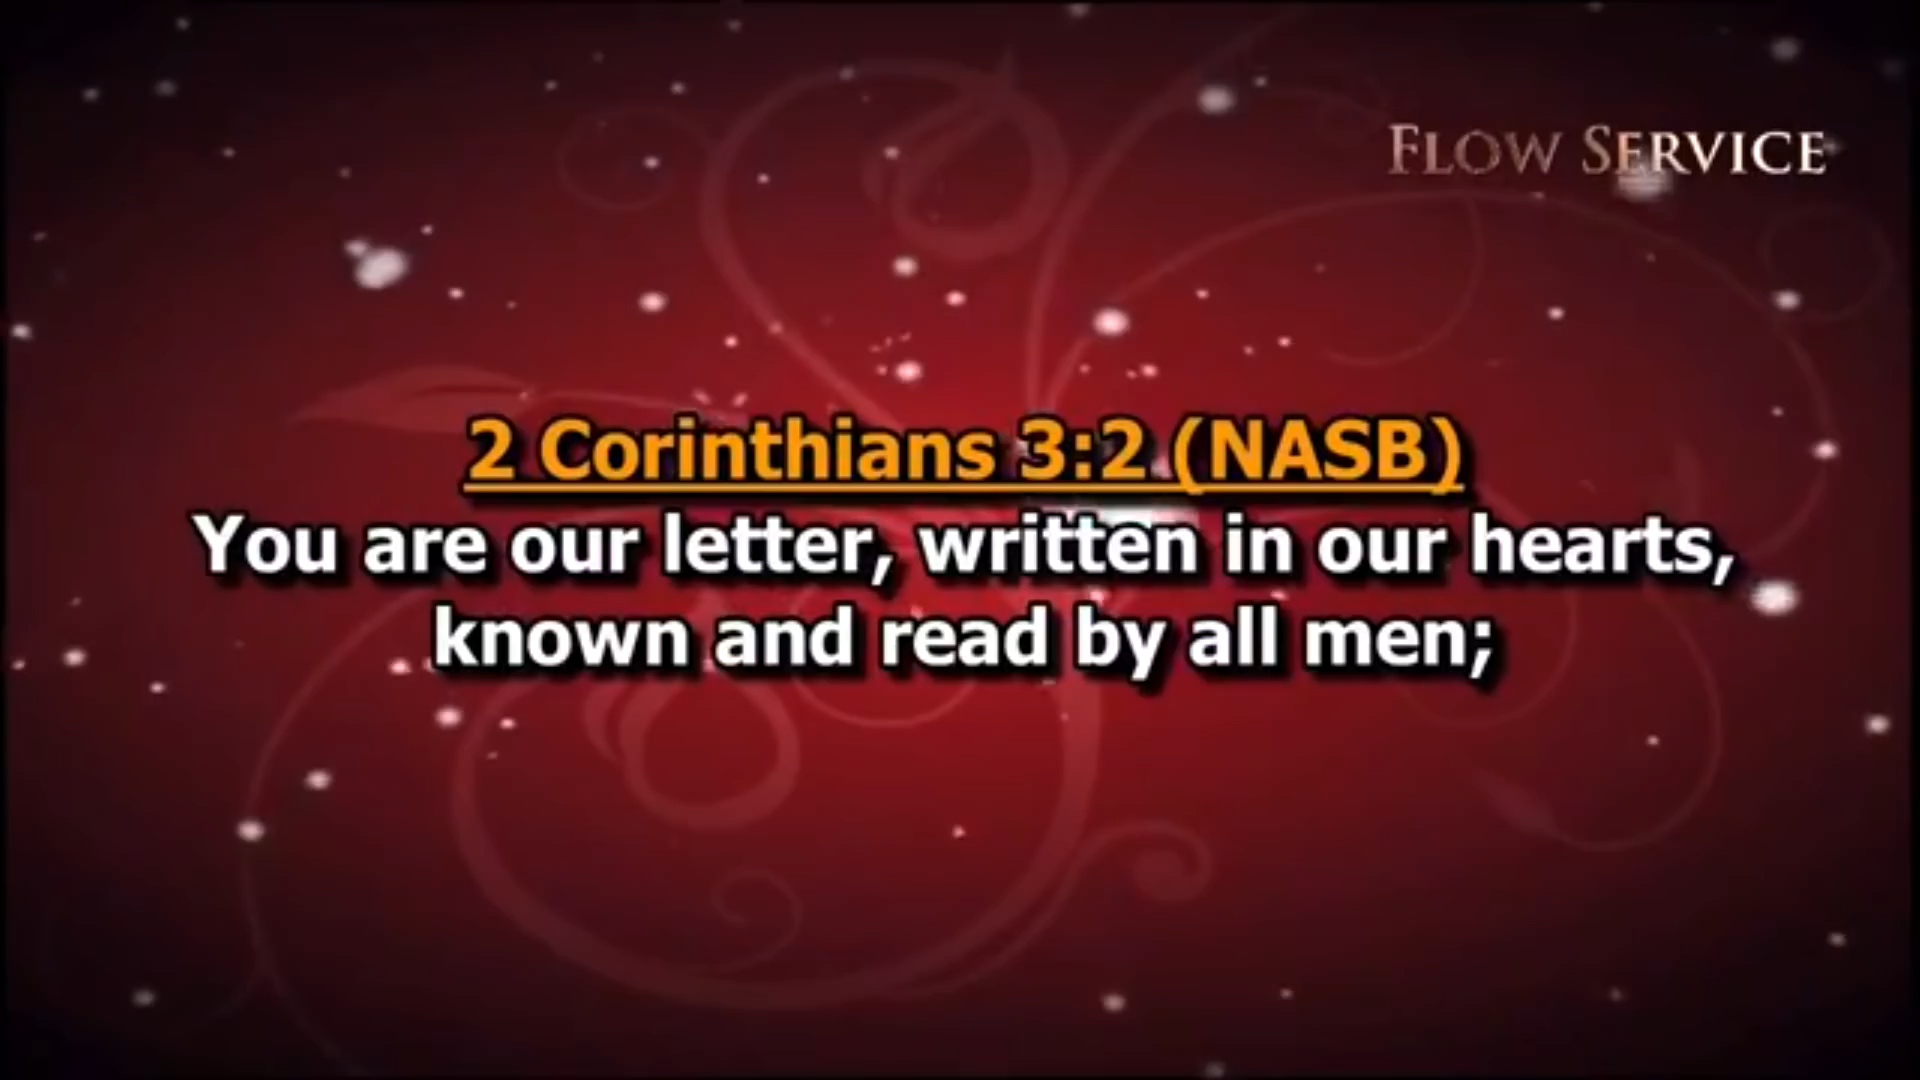 FLOW SERVICE
2 Corinthians 3:2 (NASB)
You are our letter, written in our hearts,
known and read by all men;